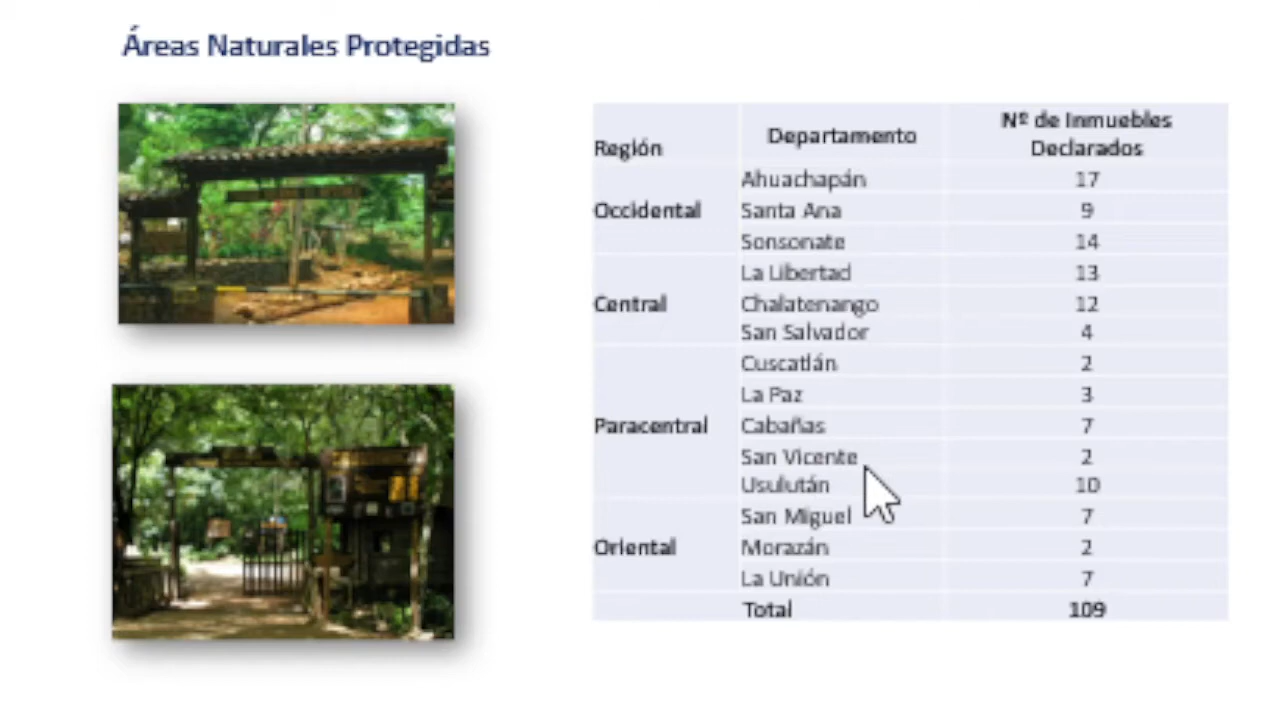 Áreas Naturales Protegidas
Región Departamento Nº de Inmuebles Declarados
Occidental Ahuachapán 17
Santa Ana 9
Sonsonate 14
Central La Libertad 13
Chalatenango 12
San Salvador 4
Paracentral Cuscatlán 2
La Paz 3
Cabañas 7
San Vicente 2
Usulután 10
Oriental San Miguel 7
Morazán 2
La Unión 7
Total 109